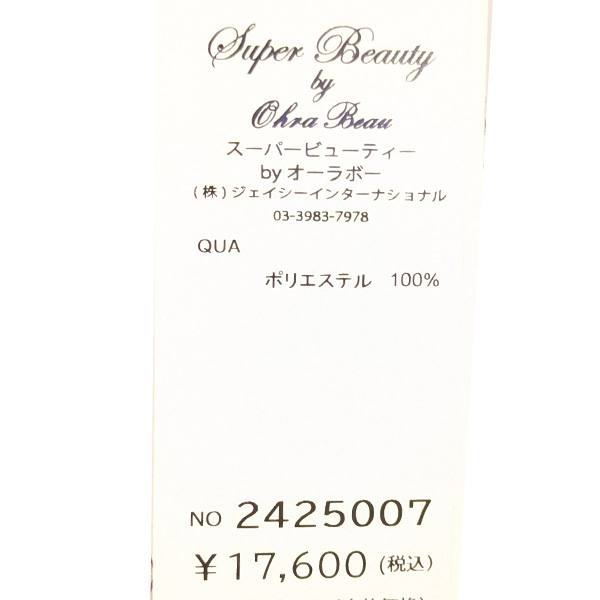 Super Beauty
by
Ohra Beau
スーパービューティー
by オーラボー
(株)ジェイシーインターナショナル
03-3983-7978
QUA
ポリエステル 100%
NO 2425007
¥17,600 (税込)